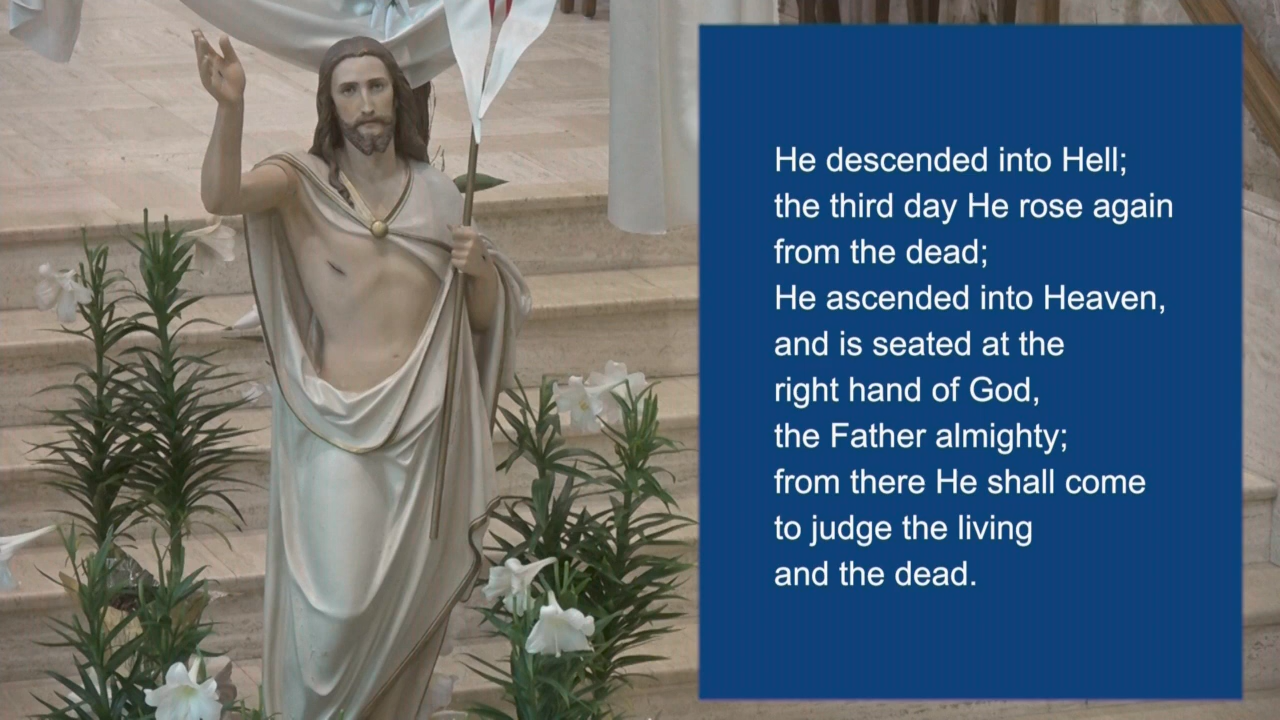 He descended into Hell;
the third day He rose again
from the dead;
He ascended into Heaven,
and is seated at the
right hand of God,
the Father almighty;
from there He shall come
to judge the living
and the dead.